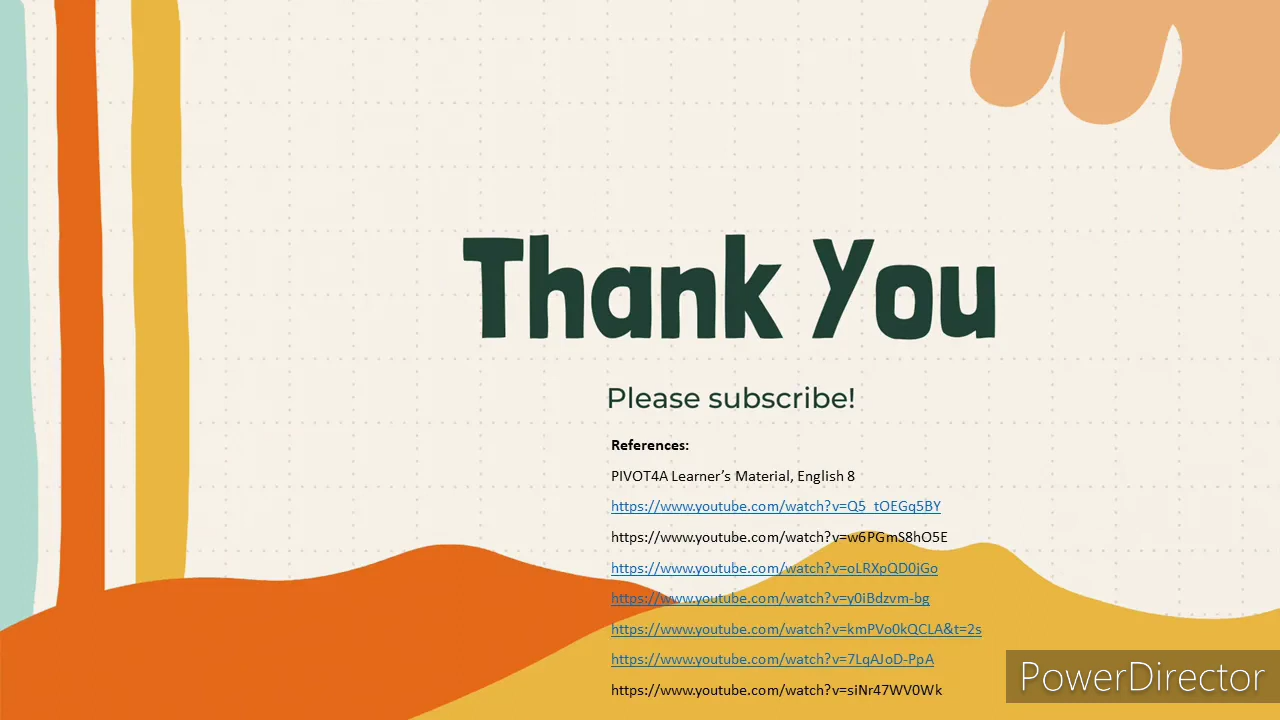 Thank You
Please subscribe!
References:
PIVOT4A Learner’s Material, English 8
https://www.youtube.com/watch?v=Q5_tOEGq5BY
https://www.youtube.com/watch?v=w6PGmS8hO5E
https://www.youtube.com/watch?v=oLRXpQD0jGo
https://www.youtube.com/watch?v=y0iBdzvm-bg
https://www.youtube.com/watch?v=kmPVo0kQCLA&t=2s
https://www.youtube.com/watch?v=7LqAJoD-PpA
https://www.youtube.com/watch?v=siNr47WV0Wk
PowerDirector